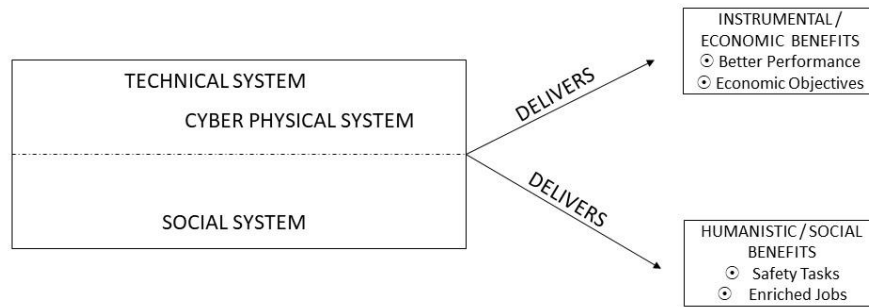 TECHNICAL SYSTEM
CYBER PHYSICAL SYSTEM
SOCIAL SYSTEM
DELIVERS
DELIVERS
INSTRUMENTAL /
ECONOMIC BENEFITS
☉ Better Performance
☉ Economic Objectives
HUMANISTIC / SOCIAL
BENEFITS
☉ Safety Tasks
☉ Enriched Jobs